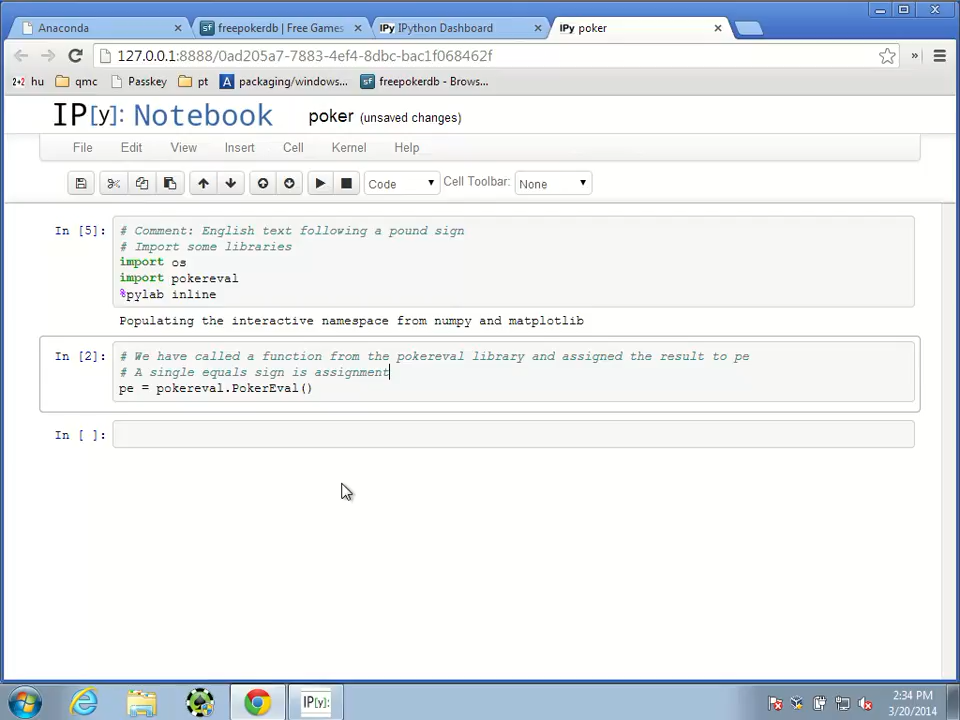 Anaconda
freepokerdb | Free Games
IP[y]: IPython Dashboard
IP[y]: poker
127.0.0.1:8888/0ad205a7-7883-4ef4-8dbc-bac1f068462f
2+2 hu
qmc
Passkey
pt
packaging/windows...
freepokerdb - Brows...
IP[y]: Notebook
poker (unsaved changes)
File Edit View Insert Cell Kernel Help
Code
Cell Toolbar:
None
In [5]:
# Comment: English text following a pound sign
# Import some libraries
import os
import pokereval
%pylab inline
Populating the interactive namespace from numpy and matplotlib
In [2]:
# We have called a function from the pokereval library and assigned the result to pe
# A single equals sign is assignment
pe = pokereval.PokerEval()
In [ ]:
IP[y]:
2:34 PM
3/20/2014